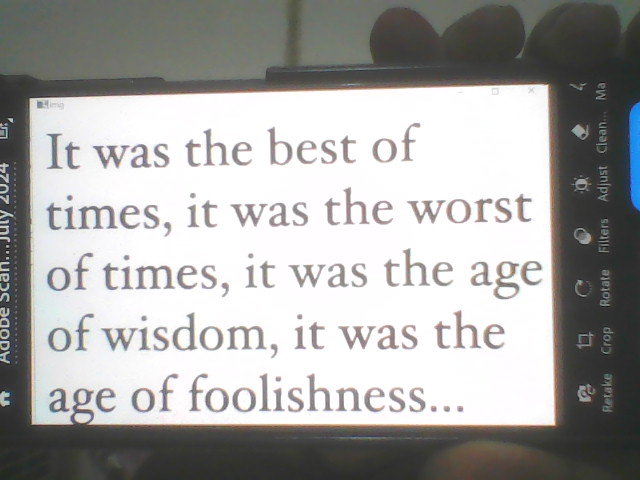 img
It was the best of
times, it was the worst
of times, it was the age
of wisdom, it was the
age of foolishness...
Adobe Scan...July 2024
Retake
Crop
Rotate
Filters
Adjust
Clean...
Ma